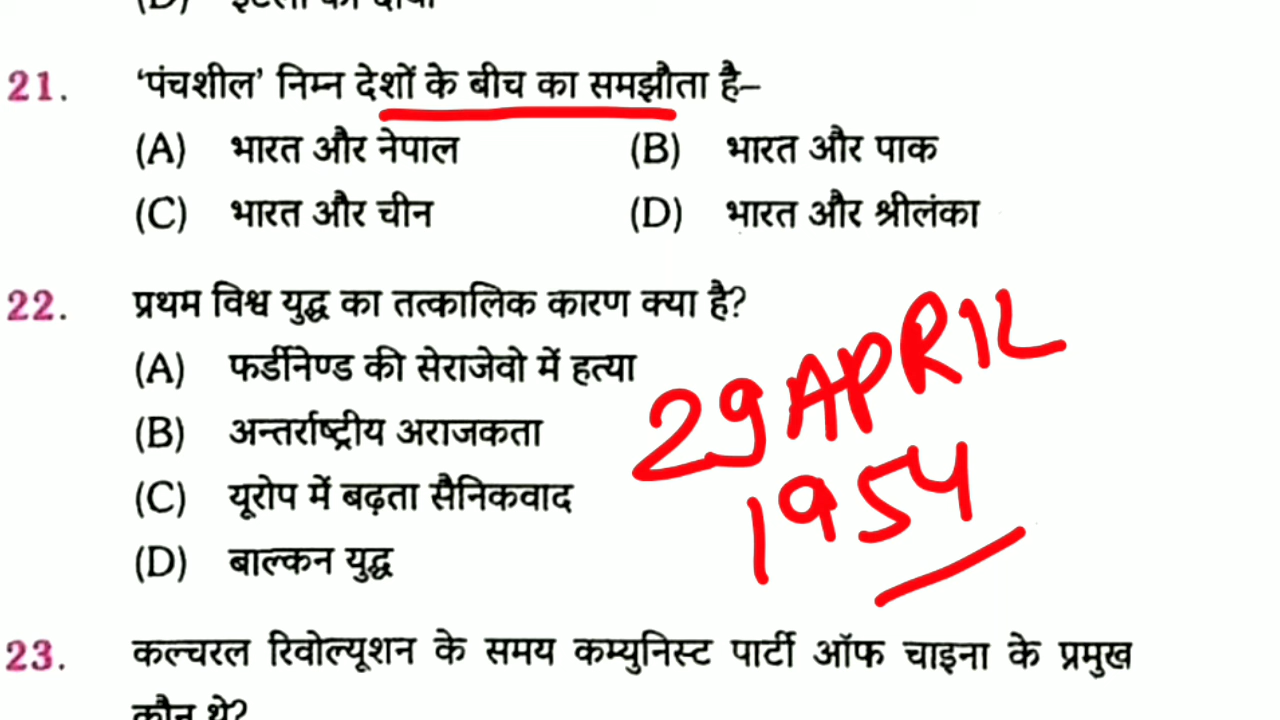 21. 'पंचशील' निम्न देशों के बीच का समझौता है–
(A) भारत और नेपाल (B) भारत और पाक
(C) भारत और चीन (D) भारत और श्रीलंका
22. प्रथम विश्व युद्ध का तत्कालिक कारण क्या है?
(A) फर्डीनेण्ड की सेराजेवो में हत्या
(B) अन्तर्राष्ट्रीय अराजकता
(C) यूरोप में बढ़ता सैनिकवाद
(D) बाल्कन युद्ध
29 APRIL
1954
23. कल्चरल रिवोल्यूशन के समय कम्युनिस्ट पार्टी ऑफ चाइना के प्रमुख
कौन थे?